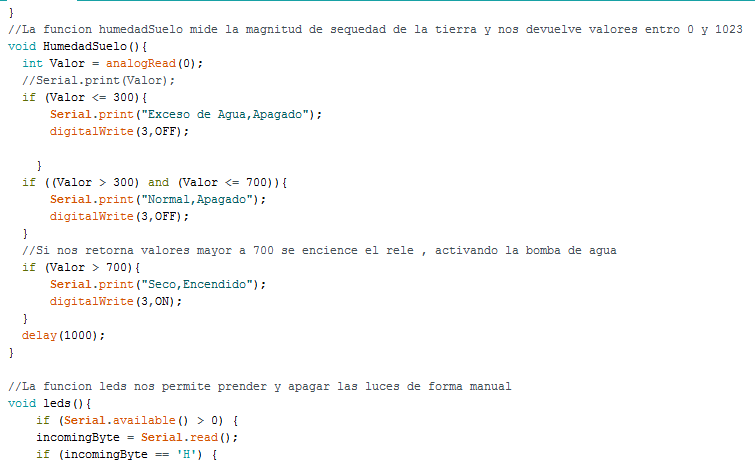 }
//La funcion humedadSuelo mide la magnitud de sequedad de la tierra y nos devuelve valores entro 0 y 1023
void HumedadSuelo(){
  int Valor = analogRead(0);
  //Serial.print(Valor);
  if (Valor <= 300){
      Serial.print("Exceso de Agua,Apagado");
      digitalWrite(3,OFF);
    }
  if ((Valor > 300) and (Valor <= 700)){
      Serial.print("Normal,Apagado");
      digitalWrite(3,OFF);
  }
  //Si nos retorna valores mayor a 700 se encience el rele , activando la bomba de agua
  if (Valor > 700){
      Serial.print("Seco,Encendido");
      digitalWrite(3,ON);
  }
  delay(1000);
}
//La funcion leds nos permite prender y apagar las luces de forma manual
void leds(){
    if (Serial.available() > 0) {
    incomingByte = Serial.read();
    if (incomingByte == 'H') {